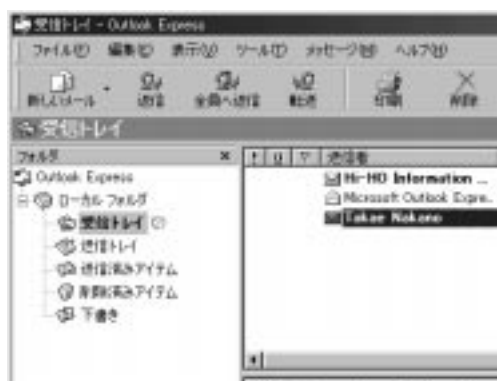 受信トレイ - Outlook Express
ファイル(F) 編集(E) 表示(V) ツール(T) メッセージ(M) ヘルプ(H)
新しいメール 返信 全員へ返信 転送 印刷 削除
受信トレイ
フォルダ × ! 送信者
Outlook Express
ローカル フォルダ
受信トレイ
送信トレイ
送信済みアイテム
削除済みアイテム
下書き
Hi-HO Information ...
Microsoft Outlook Expre..
Takae Nakano